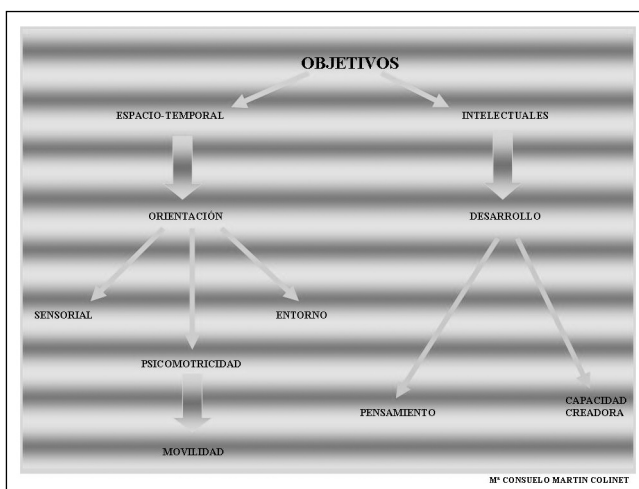 OBJETIVOS
ESPACIO-TEMPORAL
INTELECTUALES
ORIENTACIÓN
DESARROLLO
SENSORIAL
ENTORNO
PSICOMOTRICIDAD
PENSAMIENTO
CAPACIDAD
CREADORA
MOVILIDAD
Mª CONSUELO MARTIN COLINET